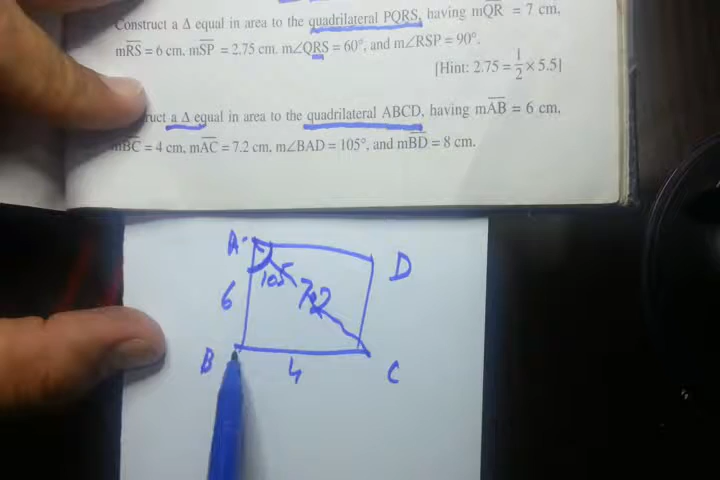 Construct a Δ equal in area to the quadrilateral PQRS, having mQR = 7 cm,
mRS = 6 cm, mSP = 2.75 cm. m∠QRS = 60°, and m∠RSP = 90°.
[Hint: 2.75 = 1/2 × 5.5]
a Δ equal in area to the quadrilateral ABCD, having mAB = 6 cm,
mBC = 4 cm, mAC = 7.2 cm, m∠BAD = 105°, and mBD = 8 cm.
A
D
105
6
7.2
B
4
C